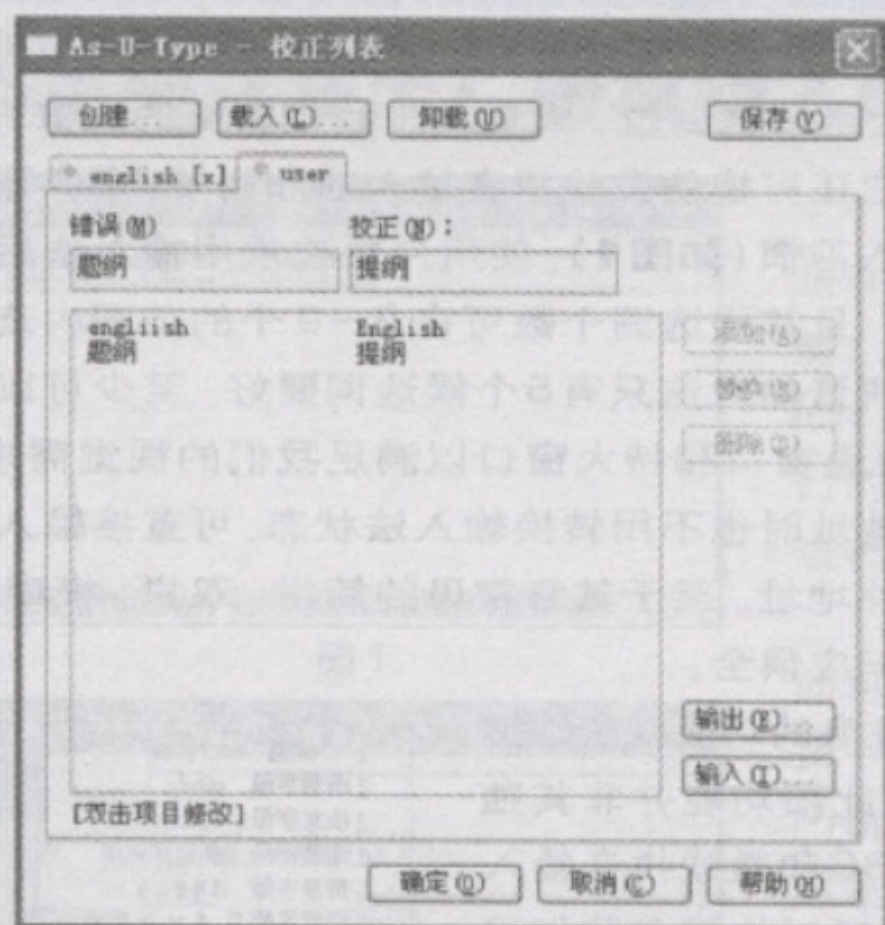 As-U-Type - 校正列表
创建... 载入(L)... 卸载(U) 保存(Y)
english [x] user
错误(M) 校正(N)：
题纲 提纲
engliish English
题纲 提纲
添加(A)
删除(D)
输出(E)...
输入(I)...
[双击项目修改]
确定(O) 取消(C) 帮助(H)